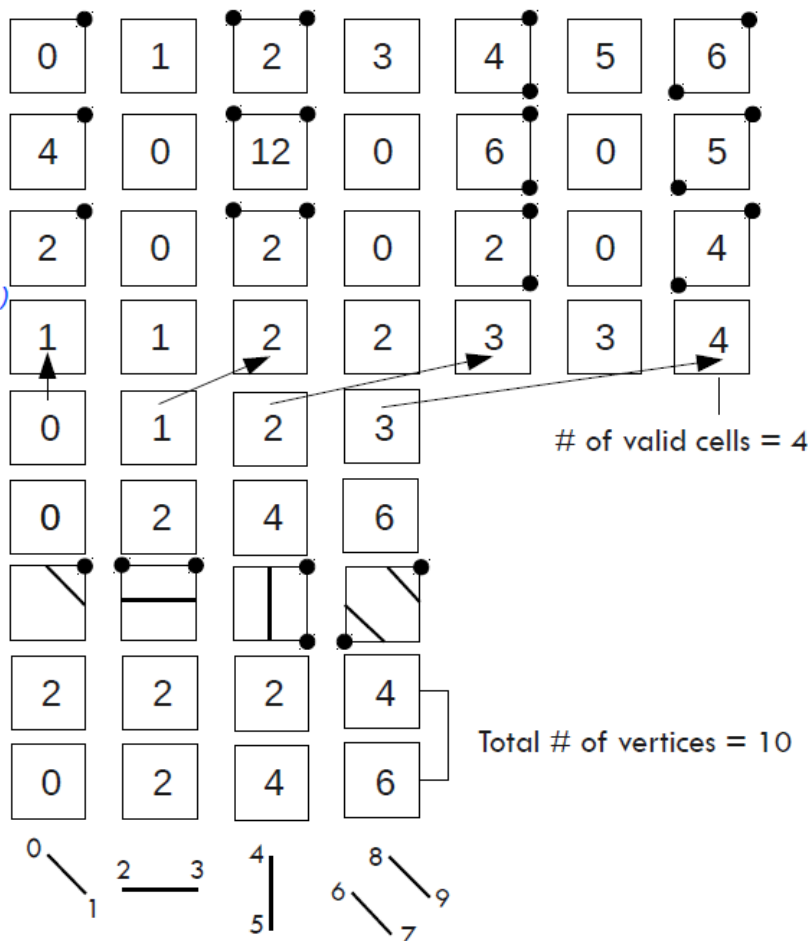 0 1 2 3 4 5 6
4 0 12 0 6 0 5
2 0 2 0 2 0 4
)
1 1 2 2 3 3 4
0 1 2 3
# of valid cells = 4
0 2 4 6
2 2 2 4
Total # of vertices = 10
0 2 4 6
0 1
2 3
4 5
6 7
8 9